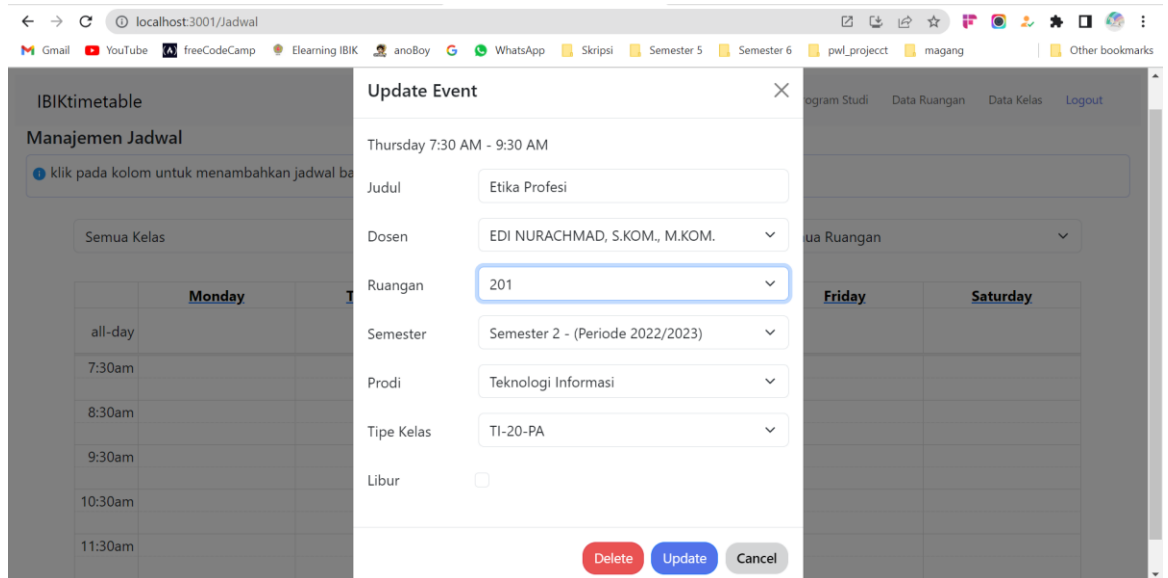 localhost:3001/Jadwal
Gmail YouTube freeCodeCamp Elearning IBIK anoBoy WhatsApp Skripsi Semester 5 Semester 6 pwl_projecct magang Other bookmarks
IBIKtimetable
ogram Studi Data Ruangan Data Kelas Logout
Manajemen Jadwal
klik pada kolom untuk menambahkan jadwal ba
Semua Kelas
ua Ruangan
Monday T Friday Saturday
all-day
7:30am
8:30am
9:30am
10:30am
11:30am
Update Event
Thursday 7:30 AM - 9:30 AM
Judul Etika Profesi
Dosen EDI NURACHMAD, S.KOM., M.KOM.
Ruangan 201
Semester Semester 2 - (Periode 2022/2023)
Prodi Teknologi Informasi
Tipe Kelas TI-20-PA
Libur
Delete Update Cancel